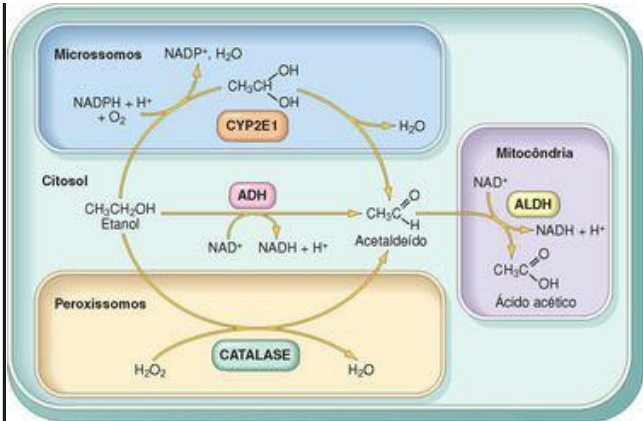 Microssomos
NADP⁺, H₂O
OH
CH₃CH
OH
NADPH + H⁺
+ O₂
CYP2E1
H₂O
Mitocôndria
Citosol
NAD⁺
ADH
ALDH
CH₃CH₂OH
Etanol
O
CH₃C
H
Acetaldeído
NAD⁺
NADH + H⁺
NADH + H⁺
O
CH₃C
OH
Ácido acético
Peroxissomos
H₂O₂
CATALASE
H₂O